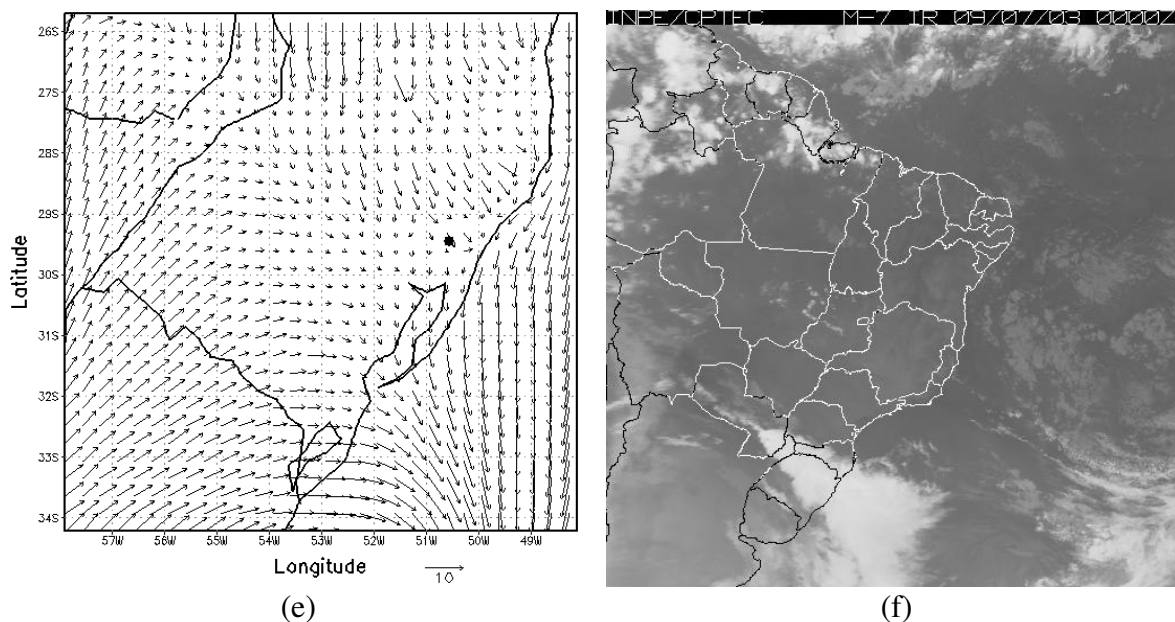 INPE/CPTEC M-7 IR 09/07/03 0000Z
26S
27S
28S
29S
30S
31S
32S
33S
34S
Latitude
57W 56W 55W 54W 53W 52W 51W 50W 49W
Longitude
10
(e) (f)